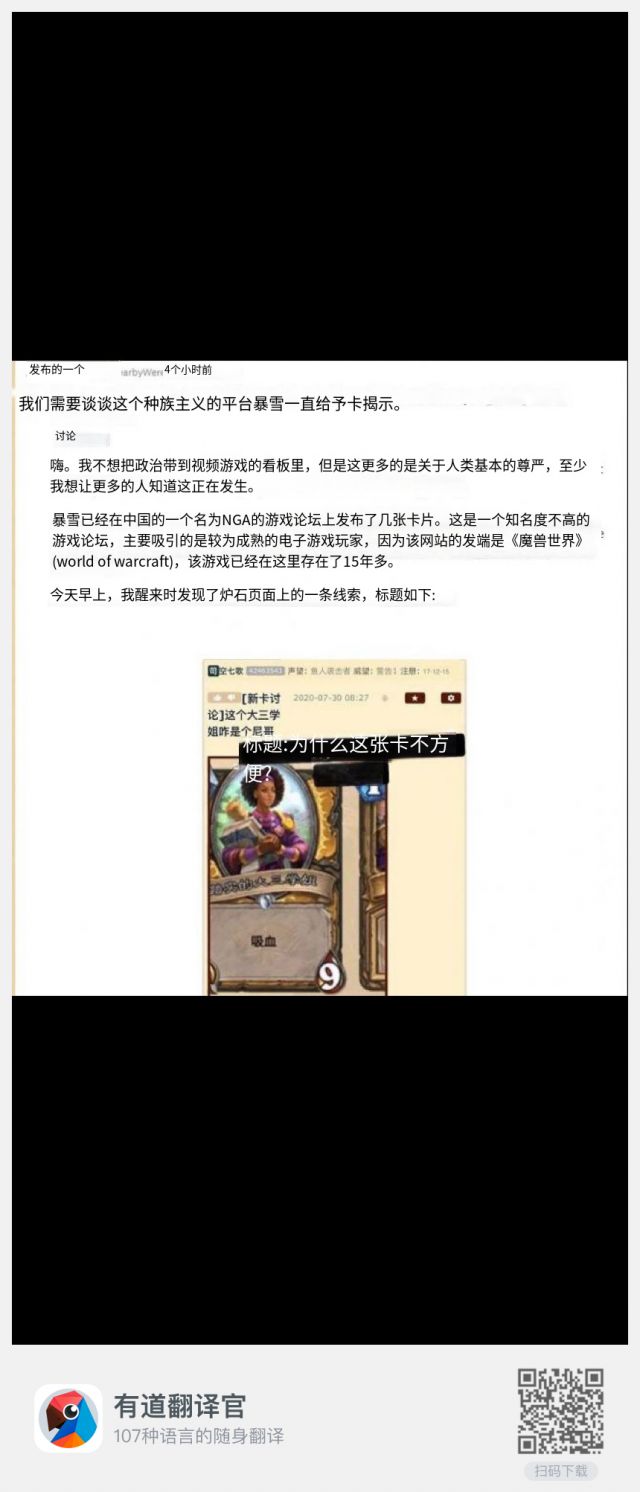 发布的一个 4个小时前
我们需要谈谈这个种族主义的平台暴雪一直给予卡揭示。
讨论
嗨。我不想把政治带到视频游戏的看板里，但是这更多的是关于人类基本的尊严，至少
我想让更多的人知道这正在发生。
暴雪已经在中国的一个名为NGA的游戏论坛上发布了几张卡片。这是一个知名度不高的
游戏论坛，主要吸引的是较为成熟的电子游戏玩家，因为该网站的发端是《魔兽世界》
(world of warcraft)，该游戏已经在这里存在了15年多。
今天早上，我醒来时发现了炉石页面上的一条线索，标题如下:
司空七歌 42463543 声望: 鱼人袭击者 威望: 警告1 注册: 17-12-15
[新卡讨 2020-07-30 08:27
论]这个大三学
姐咋是个尼哥
标题:为什么这张卡不方
便?
大三学姐
吸血
9
有道翻译官
107种语言的随身翻译
扫码下载